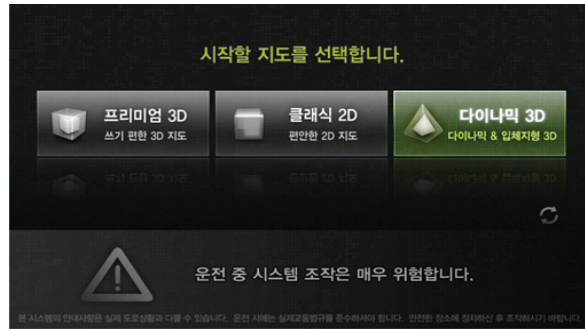 시작할 지도를 선택합니다.
프리미엄 3D
쓰기 편한 3D 지도
클래식 2D
편안한 2D 지도
다이나믹 3D
다이나믹 & 입체지형 3D
운전 중 시스템 조작은 매우 위험합니다.
본 시스템의 안내사항은 실제 도로상황과 다를 수 있습니다. 운전 시에는 실제교통법규를 준수하셔야 합니다. 안전한 장소에 정차하신 후 조작하시기 바랍니다